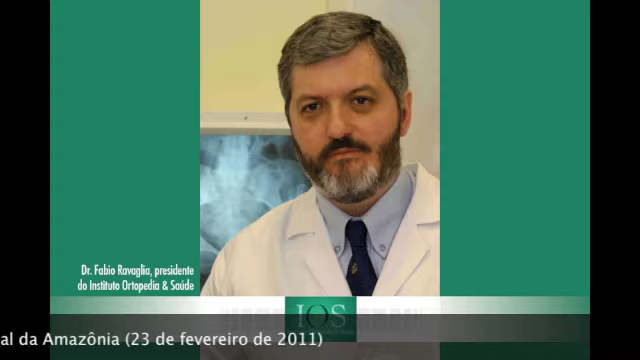 Dr. Fabio Ravaglia, presidente
do Instituto Ortopedia & Saúde
IOS
al da Amazônia (23 de fevereiro de 2011)